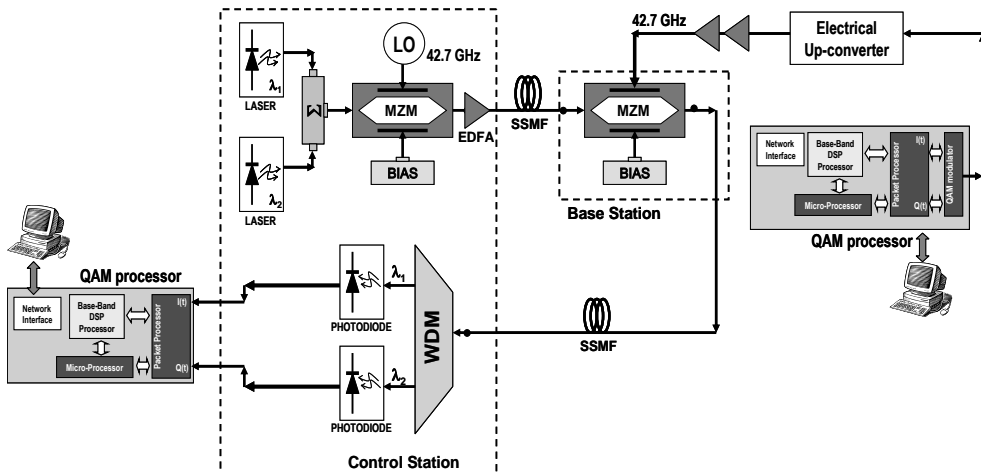 λ1
LASER
λ2
LASER
Σ
LO
42.7 GHz
MZM
BIAS
EDFA
SSMF
42.7 GHz
MZM
BIAS
Base Station
Electrical
Up-converter
Network
Interface
Base-Band
DSP
Processor
Micro-Processor
Packet Processor
I(t)
Q(t)
QAM modulator
QAM processor
QAM processor
Network
Interface
Base-Band
DSP
Processor
Micro-Processor
Packet Processor
I(t)
Q(t)
λ1
PHOTODIODE
λ2
PHOTODIODE
WDM
SSMF
Control Station